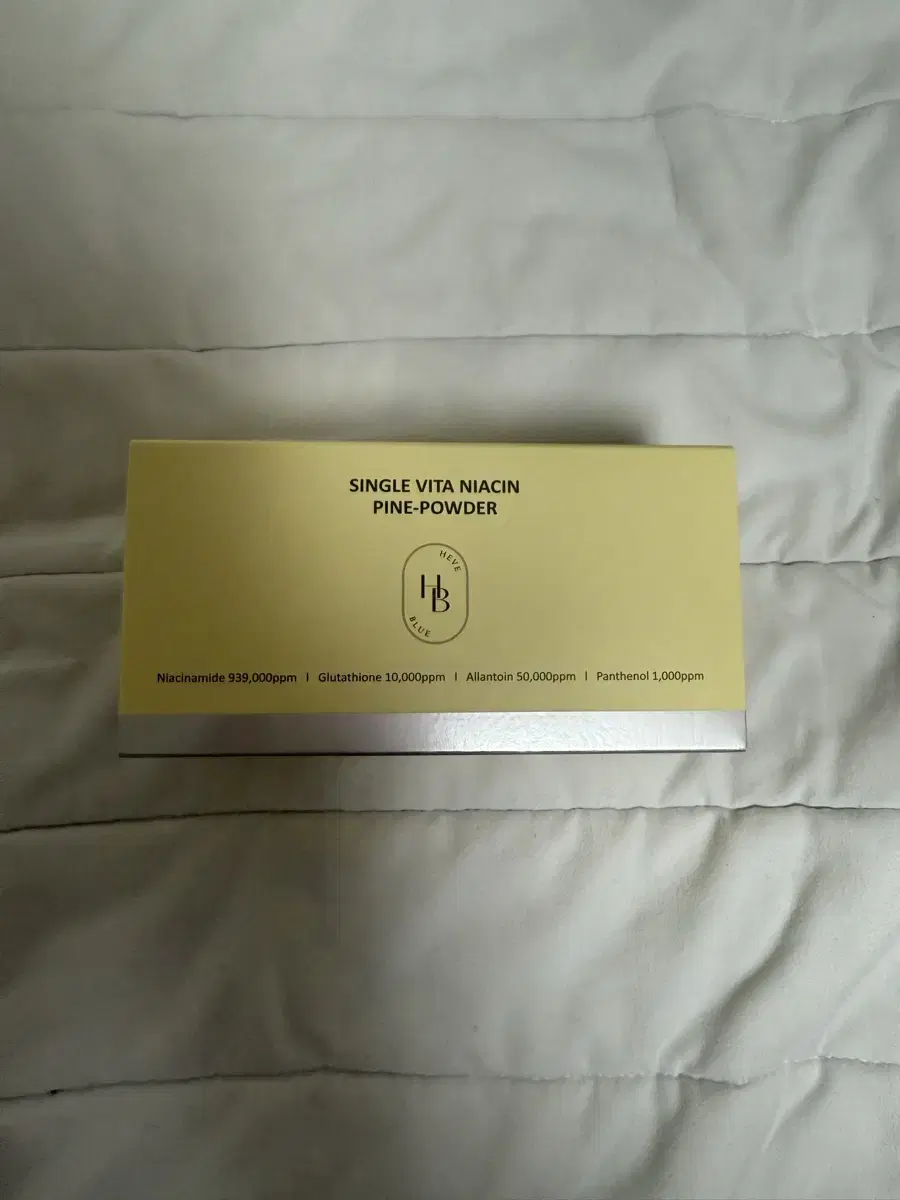 SINGLE VITA NIACIN
PINE-POWDER
HEVE
HB
BLUE
Niacinamide 939,000ppm I Glutathione 10,000ppm I Allantoin 50,000ppm I Panthenol 1,000ppm